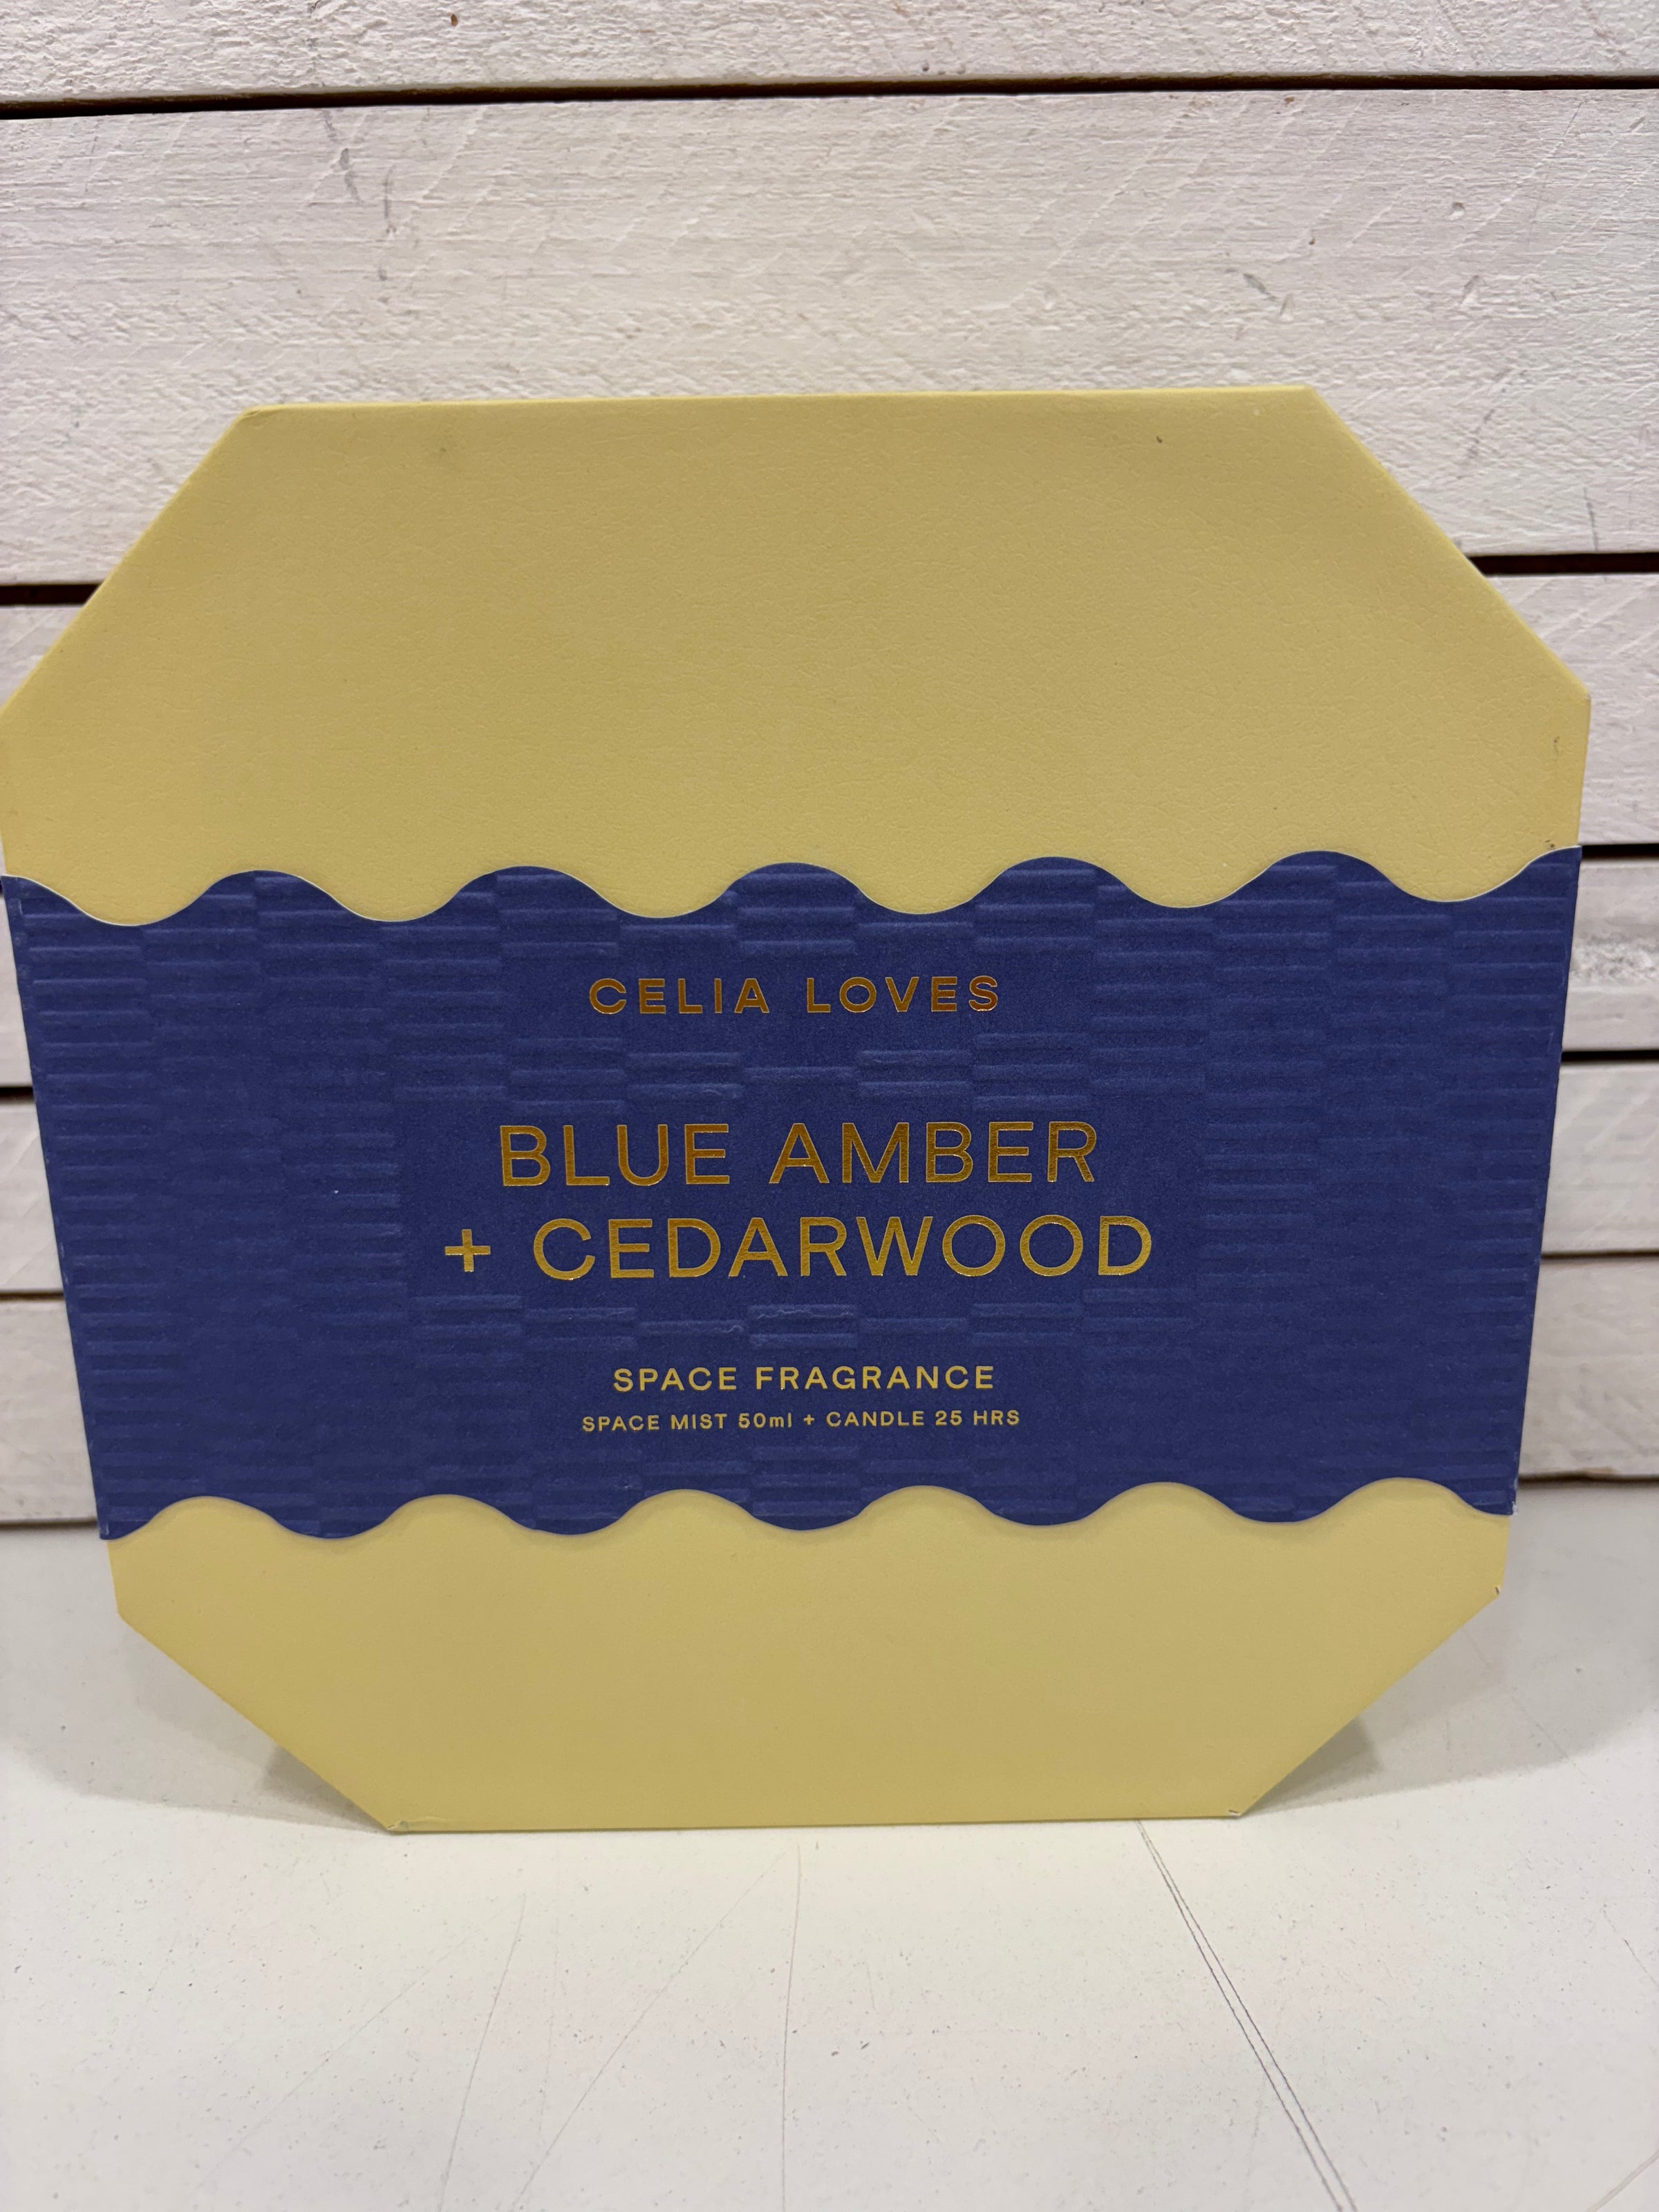 CELIA LOVES
BLUE AMBER
+ CEDARWOOD
SPACE FRAGRANCE
SPACE MIST 50ml + CANDLE 25 HRS